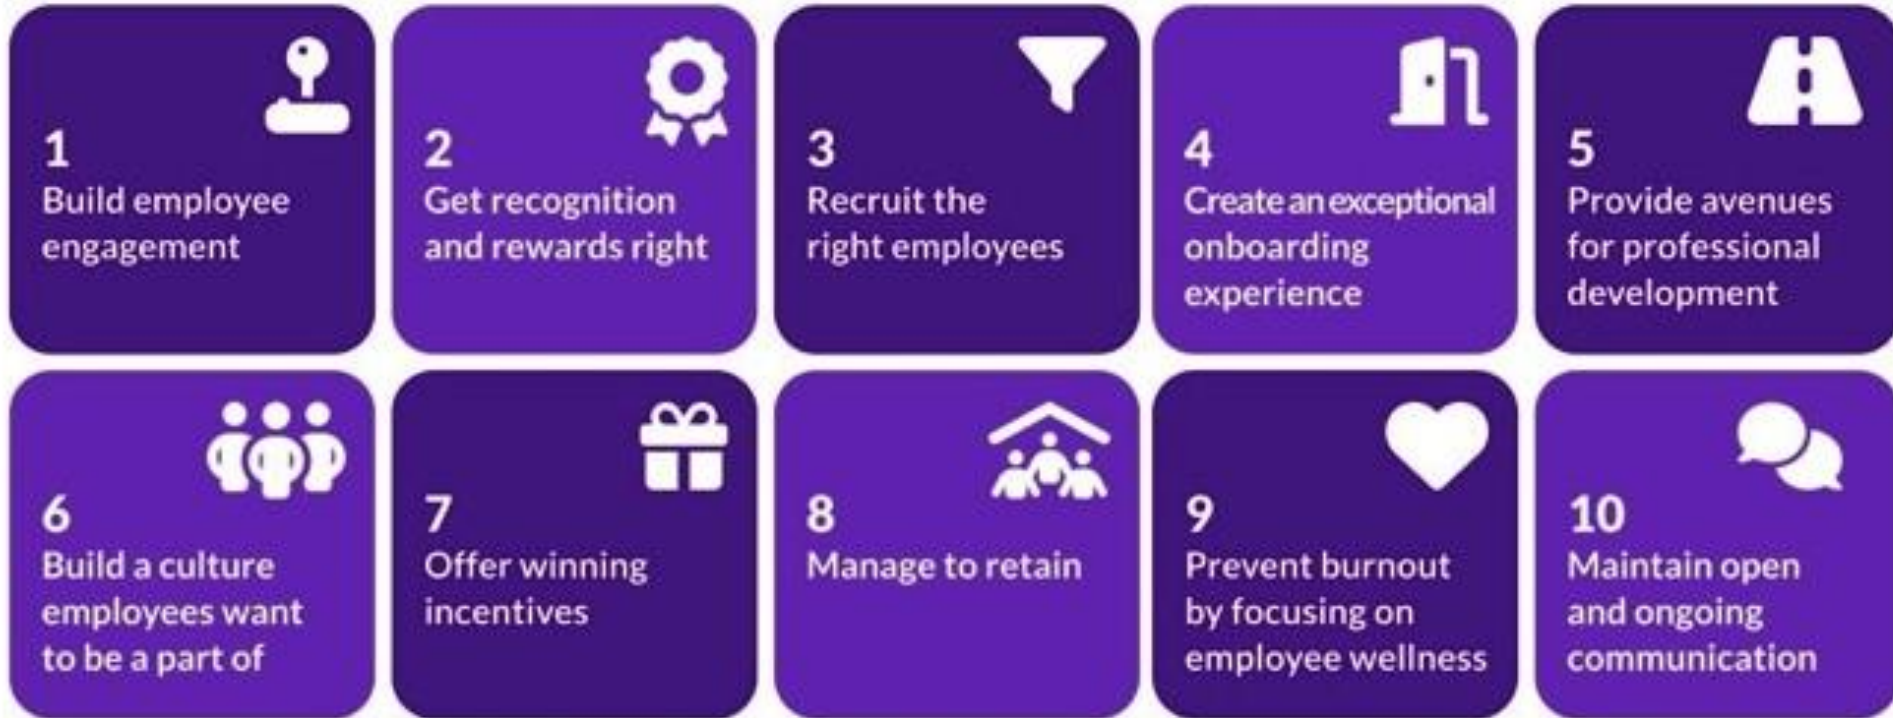 1
Build employee
engagement
2
Get recognition
and rewards right
3
Recruit the
right employees
4
Create an exceptional
onboarding
experience
5
Provide avenues
for professional
development
6
Build a culture
employees want
to be a part of
7
Offer winning
incentives
8
Manage to retain
9
Prevent burnout
by focusing on
employee wellness
10
Maintain open
and ongoing
communication